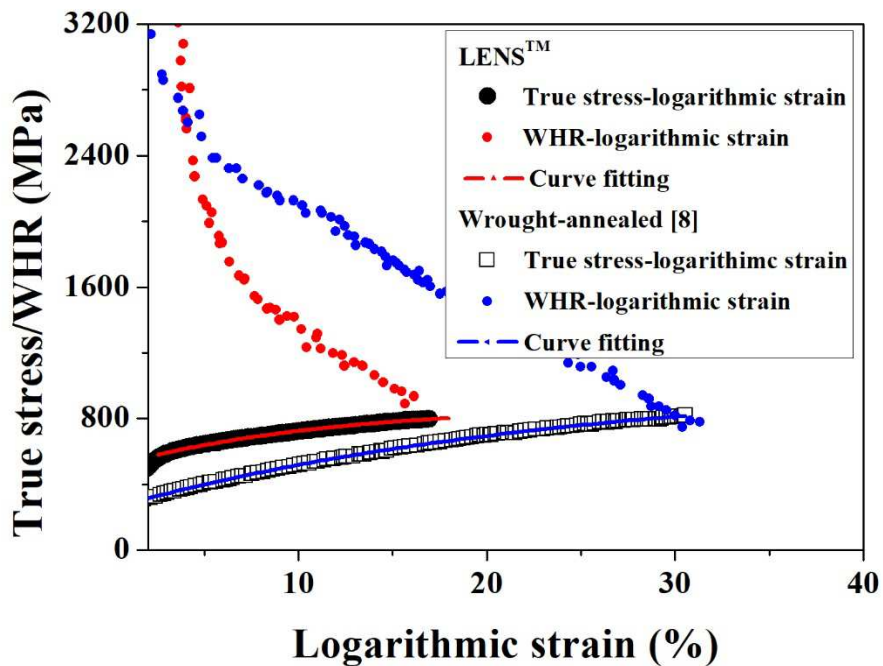 3200
2400
1600
800
0
True stress/WHR (MPa)
LENS™
True stress-logarithmic strain
WHR-logarithmic strain
Curve fitting
Wrought-annealed [8]
True stress-logarithimc strain
WHR-logarithmic strain
Curve fitting
10 20 30 40
Logarithmic strain (%)